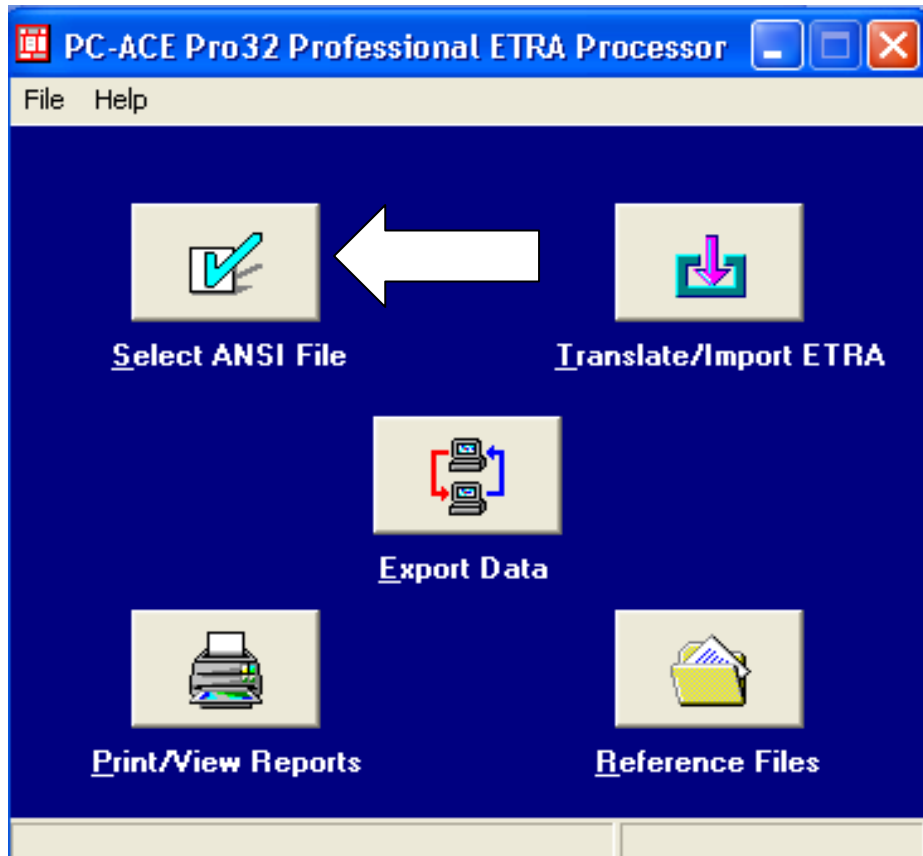 PC-ACE Pro32 Professional ETRA Processor
File Help
Select ANSI File
Translate/Import ETRA
Export Data
Print/View Reports
Reference Files